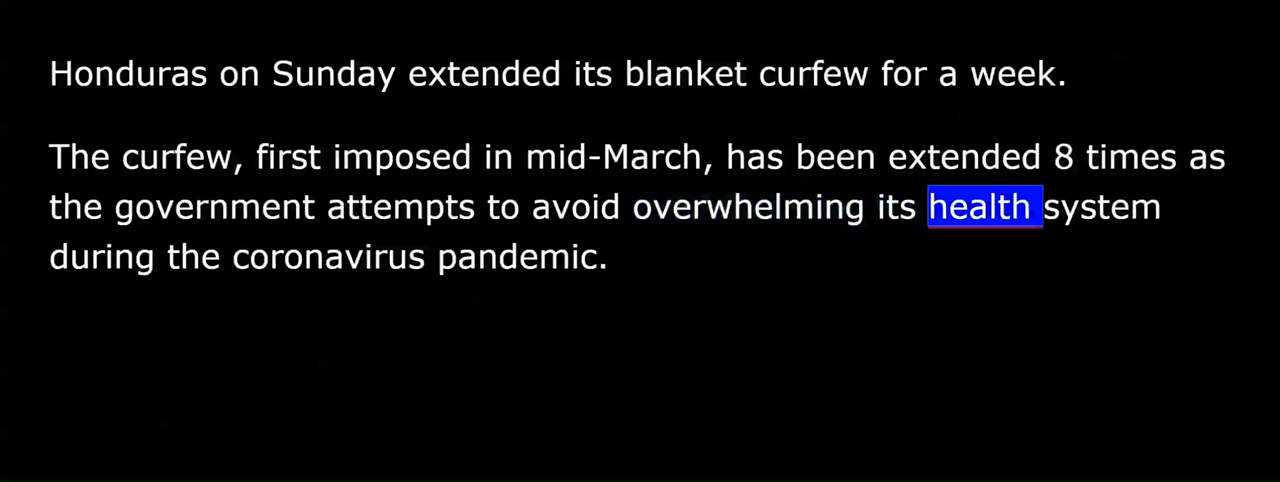 Honduras on Sunday extended its blanket curfew for a week.
The curfew, first imposed in mid-March, has been extended 8 times as
the government attempts to avoid overwhelming its health system
during the coronavirus pandemic.